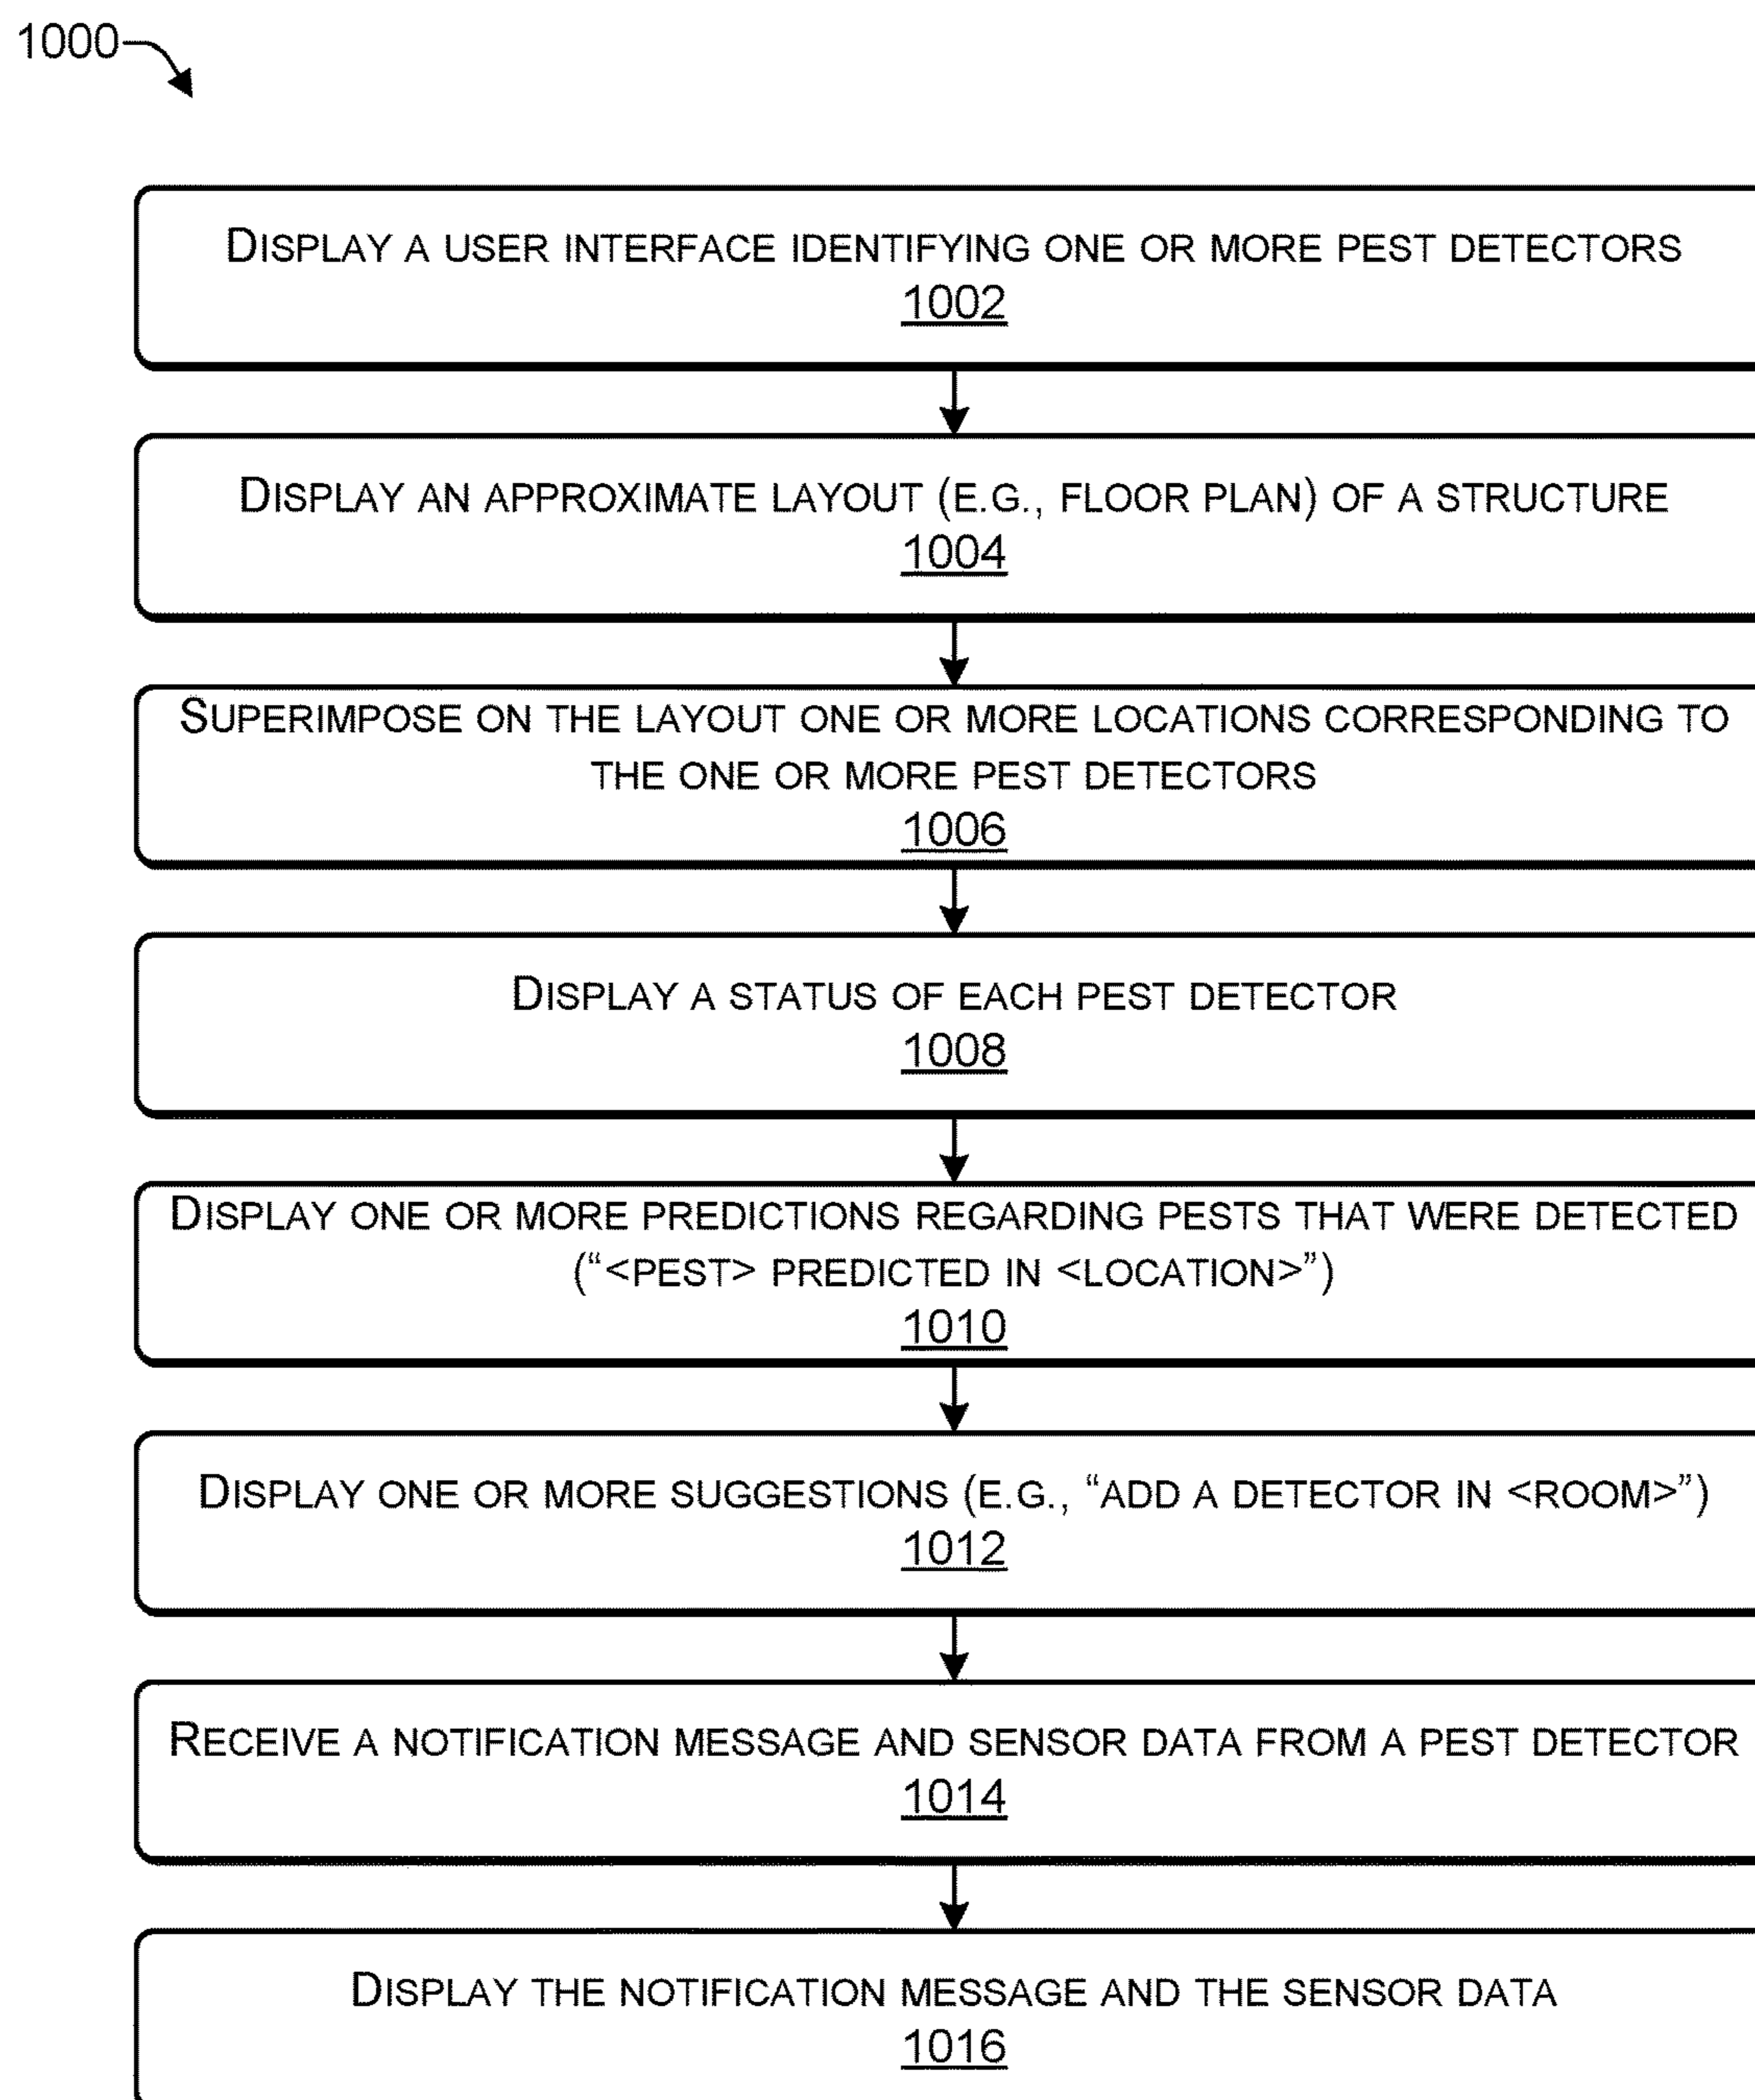 1000
DISPLAY A USER INTERFACE IDENTIFYING ONE OR MORE PEST DETECTORS
1002
DISPLAY AN APPROXIMATE LAYOUT (E.G., FLOOR PLAN) OF A STRUCTURE
1004
SUPERIMPOSE ON THE LAYOUT ONE OR MORE LOCATIONS CORRESPONDING TO
THE ONE OR MORE PEST DETECTORS
1006
DISPLAY A STATUS OF EACH PEST DETECTOR
1008
DISPLAY ONE OR MORE PREDICTIONS REGARDING PESTS THAT WERE DETECTED
(“<PEST> PREDICTED IN <LOCATION>”)
1010
DISPLAY ONE OR MORE SUGGESTIONS (E.G., “ADD A DETECTOR IN <ROOM>”)
1012
RECEIVE A NOTIFICATION MESSAGE AND SENSOR DATA FROM A PEST DETECTOR
1014
DISPLAY THE NOTIFICATION MESSAGE AND THE SENSOR DATA
1016